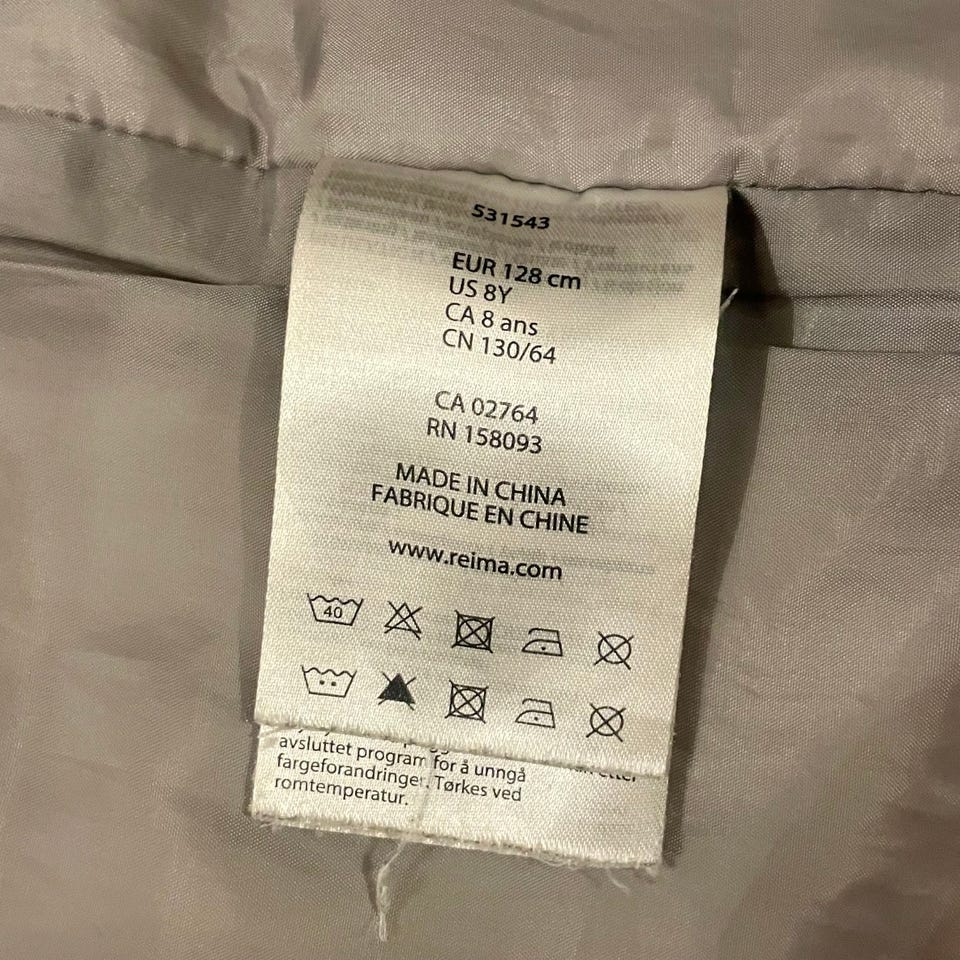 531543
EUR 128 cm
US 8Y
CA 8 ans
CN 130/64
CA 02764
RN 158093
MADE IN CHINA
FABRIQUE EN CHINE
www.reima.com
40
avsluttet program for å unngå
fargeforandringer. Tørkes ved
romtemperatur.